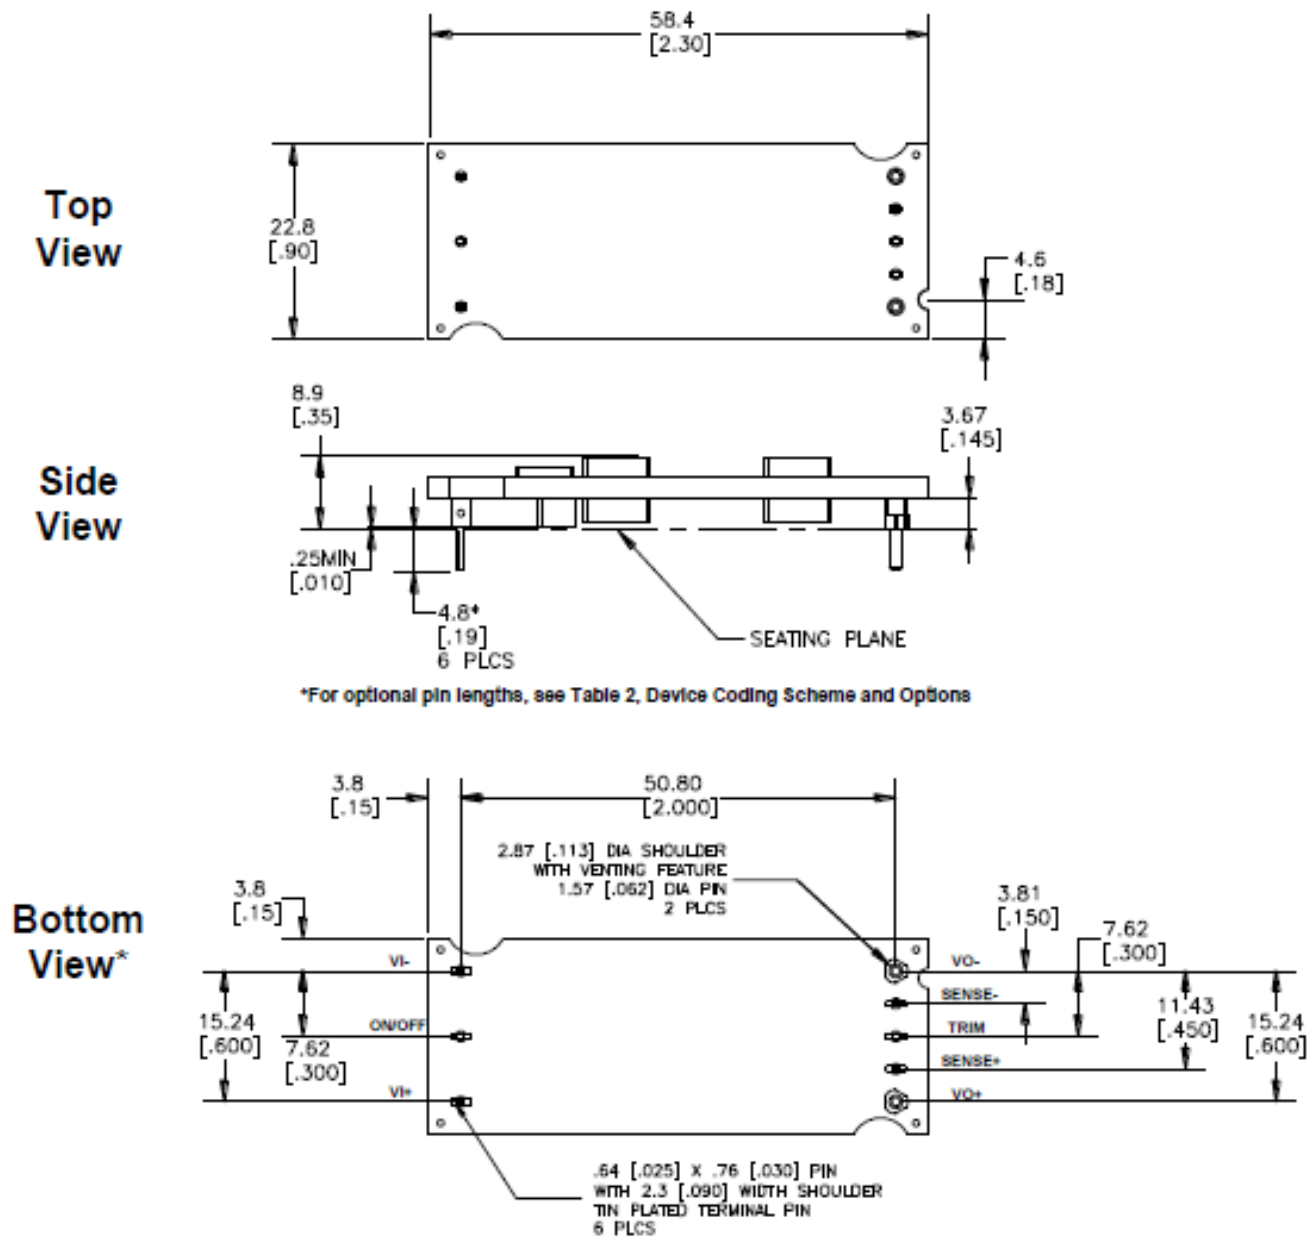 58.4
[2.30]
Top
View
22.8
[.90]
4.6
[.18]
8.9
[.35]
3.67
[.145]
Side
View
.25MIN
[.010]
4.8*
[.19]
6 PLCS
SEATING PLANE
*For optional pin lengths, see Table 2, Device Coding Scheme and Options
3.8
[.15]
50.80
[2.000]
2.87 [.113] DIA SHOULDER
WITH VENTING FEATURE
1.57 [.062] DIA PIN
2 PLCS
3.8
[.15]
3.81
[.150]
7.62
[.300]
Bottom
View*
VI-
VO-
SENSE-
ON/OFF
TRIM
SENSE+
VI+
VO+
15.24
[.600]
7.62
[.300]
11.43
[.450]
15.24
[.600]
.64 [.025] X .76 [.030] PIN
WITH 2.3 [.090] WIDTH SHOULDER
TIN PLATED TERMINAL PIN
6 PLCS